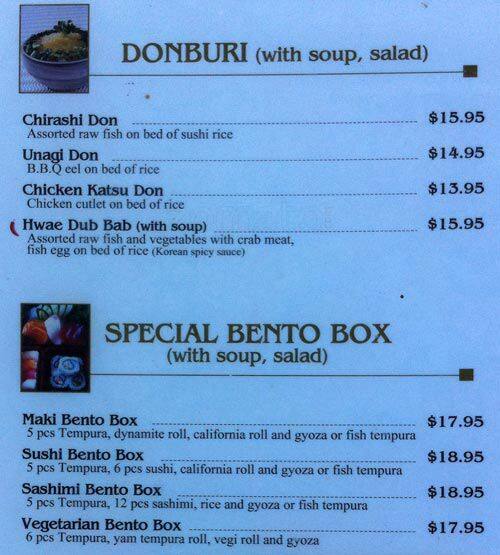 DONBURI (with soup, salad)
Chirashi Don $15.95
Assorted raw fish on bed of sushi rice
Unagi Don $14.95
B.B.Q eel on bed of rice
Chicken Katsu Don $13.95
Chicken cutlet on bed of rice
Hwae Dub Bab (with soup) $15.95
Assorted raw fish and vegetables with crab meat,
fish egg on bed of rice (Korean spicy sauce)
SPECIAL BENTO BOX
(with soup, salad)
Maki Bento Box $17.95
5 pcs Tempura, dynamite roll, california roll and gyoza or fish tempura
Sushi Bento Box $18.95
5 pcs Tempura, 6 pcs sushi, california roll and gyoza or fish tempura
Sashimi Bento Box $18.95
5 pcs Tempura, 12 pcs sashimi, rice and gyoza or fish tempura
Vegetarian Bento Box $17.95
6 pcs Tempura, yam tempura roll, vegi roll and gyoza